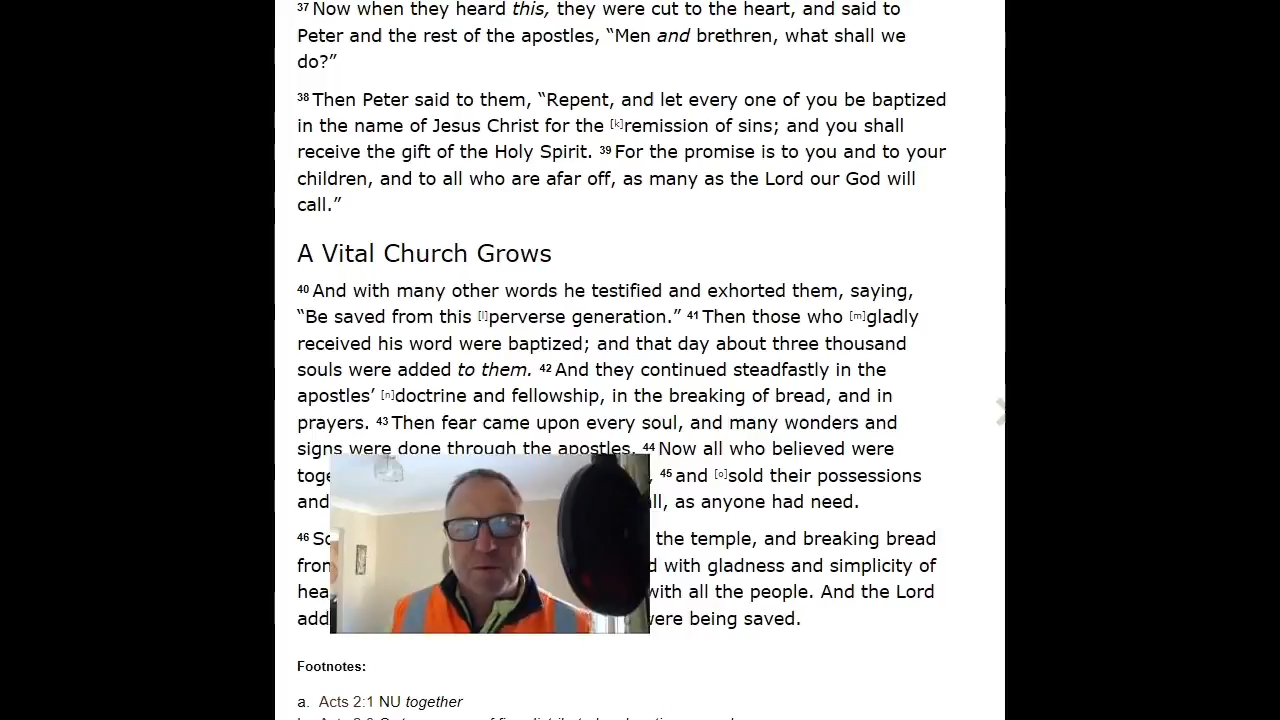 37 Now when they heard this, they were cut to the heart, and said to
Peter and the rest of the apostles, “Men and brethren, what shall we
do?”
38 Then Peter said to them, “Repent, and let every one of you be baptized
in the name of Jesus Christ for the [k]remission of sins; and you shall
receive the gift of the Holy Spirit. 39 For the promise is to you and to your
children, and to all who are afar off, as many as the Lord our God will
call.”
A Vital Church Grows
40 And with many other words he testified and exhorted them, saying,
“Be saved from this [l]perverse generation.” 41 Then those who [m]gladly
received his word were baptized; and that day about three thousand
souls were added to them. 42 And they continued steadfastly in the
apostles’ [n]doctrine and fellowship, in the breaking of bread, and in
prayers. 43 Then fear came upon every soul, and many wonders and
signs were done through the apostles. 44 Now all who believed were
45 and [o]sold their possessions
and as anyone had need.
46 the temple, and breaking bread
with gladness and simplicity of
with all the people. And the Lord
were being saved.
Footnotes:
a. Acts 2:1 NU together